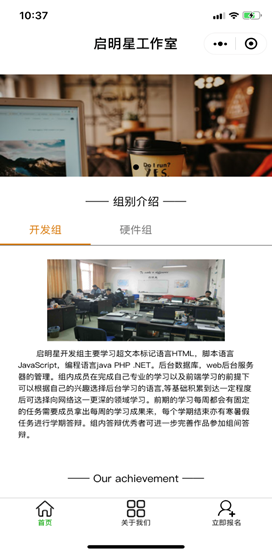 10:37
启明星工作室
Do I run?
YES
组别介绍
开发组
硬件组
启明星开发组主要学习超文本标记语言HTML，脚本语言
JavaScript，编程语言java PHP .NET。后台数据库，web后台服务
器的管理。组内成员在完成自己专业的学习以及前端学习的前提下
可以根据自己的兴趣选择后台学习的语言,等基础积累到达一定程度
后可选择向网络这一更深的领域学习。前期的学习每周都会有固定
的任务需要成员拿出每周的学习成果来，每个学期结束亦有寒暑假
任务进行学期答辩。组内答辩优秀者可进一步完善作品参加组间答
辩。
Our achievement
首页
关于我们
立即报名